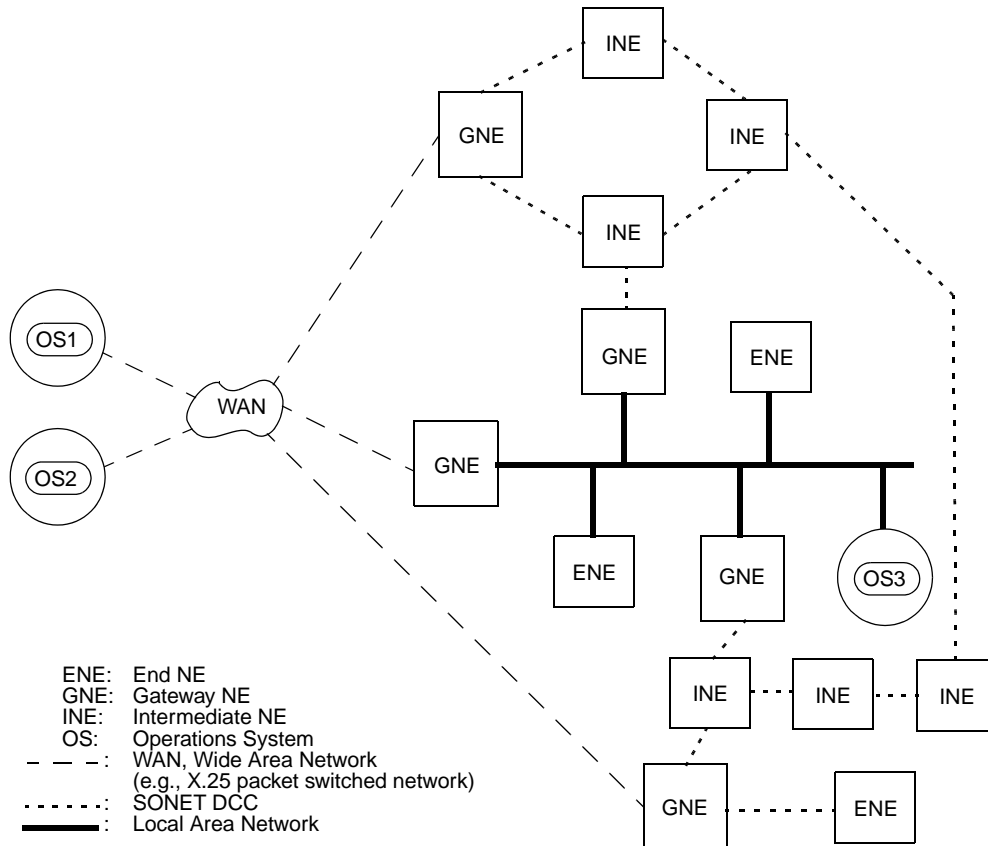 INE
GNE
INE
INE
OS1
GNE
ENE
WAN
GNE
OS2
ENE
GNE
OS3
ENE: End NE
GNE: Gateway NE
INE: Intermediate NE
OS: Operations System
: WAN, Wide Area Network
(e.g., X.25 packet switched network)
: SONET DCC
: Local Area Network
INE
INE
INE
GNE
ENE